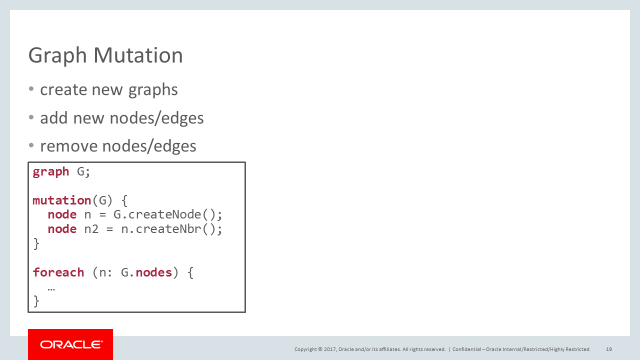 Graph Mutation
• create new graphs
• add new nodes/edges
• remove nodes/edges
graph G;
mutation(G) {
node n = G.createNode();
node n2 = n.createNbr();
}
foreach (n: G.nodes) {
…
}
ORACLE
Copyright © 2017, Oracle and/or its affiliates. All rights reserved. | Confidential – Oracle Internal/Restricted/Highly Restricted 19